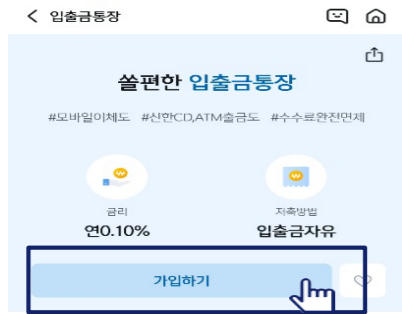 입출금통장
쏠편한 입출금통장
#모바일이체도 #신한CD,ATM출금도 #수수료완전면제
금리 저축방법
연0.10% 입출금자유
가입하기